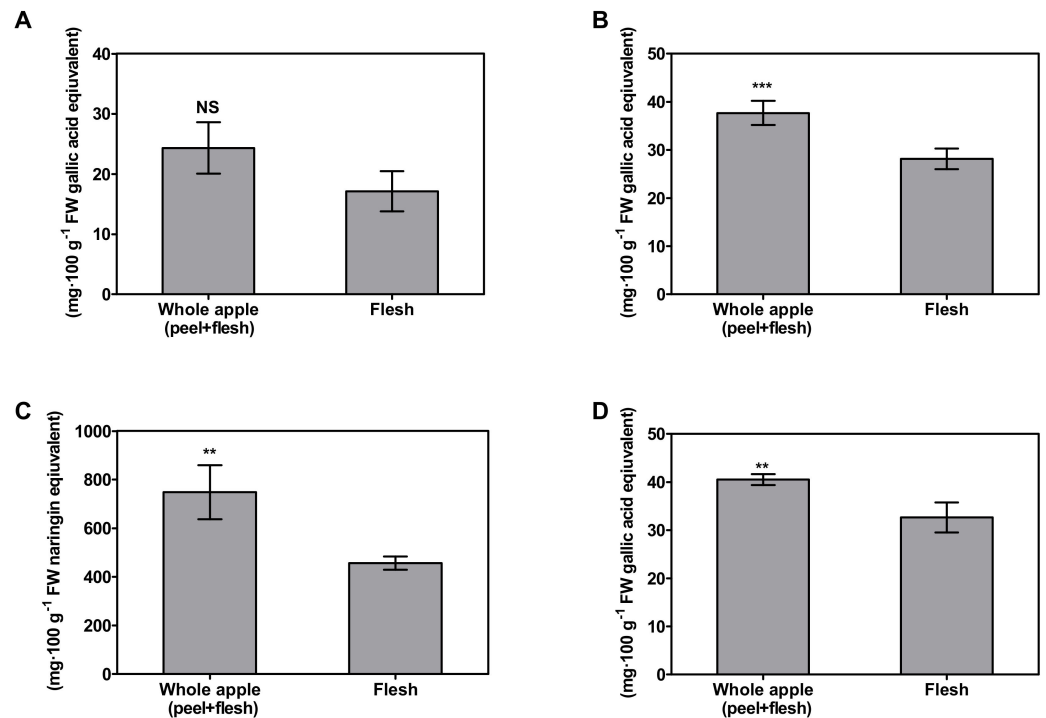 A
(mg·100 g⁻¹ FW gallic acid eqiuvalent)
40
30
20
10
0
NS
Whole apple
(peel+flesh)
Flesh
B
(mg·100 g⁻¹ FW gallic acid eqiuvalent)
50
40
30
20
10
0
***
Whole apple
(peel+flesh)
Flesh
C
(mg·100 g⁻¹ FW naringin eqiuvalent)
1000
800
600
400
200
0
**
Whole apple
(peel+flesh)
Flesh
D
(mg·100 g⁻¹ FW gallic acid eqiuvalent)
50
40
30
20
10
0
**
Whole apple
(peel+flesh)
Flesh